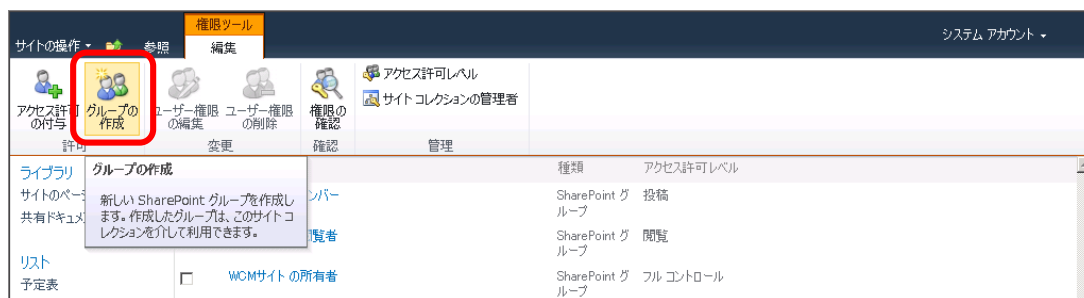 権限ツール
システム アカウント
サイトの操作 参照 編集
アクセス許可の付与
グループの作成
ユーザー権限の編集
ユーザー権限の削除
権限の確認
アクセス許可レベル
サイト コレクションの管理者
許可 変更 確認 管理
グループの作成
新しい SharePoint グループを作成し
ます。作成したグループは、このサイトコ
レクションを介して利用できます。
種類 アクセス許可レベル
ライブラリ
サイトのペー
共有ドキュメ
リスト
予定表
ンバー SharePoint グループ 投稿
閲覧者 SharePoint グループ 閲覧
WCMサイト の所有者 SharePoint グループ フル コントロール